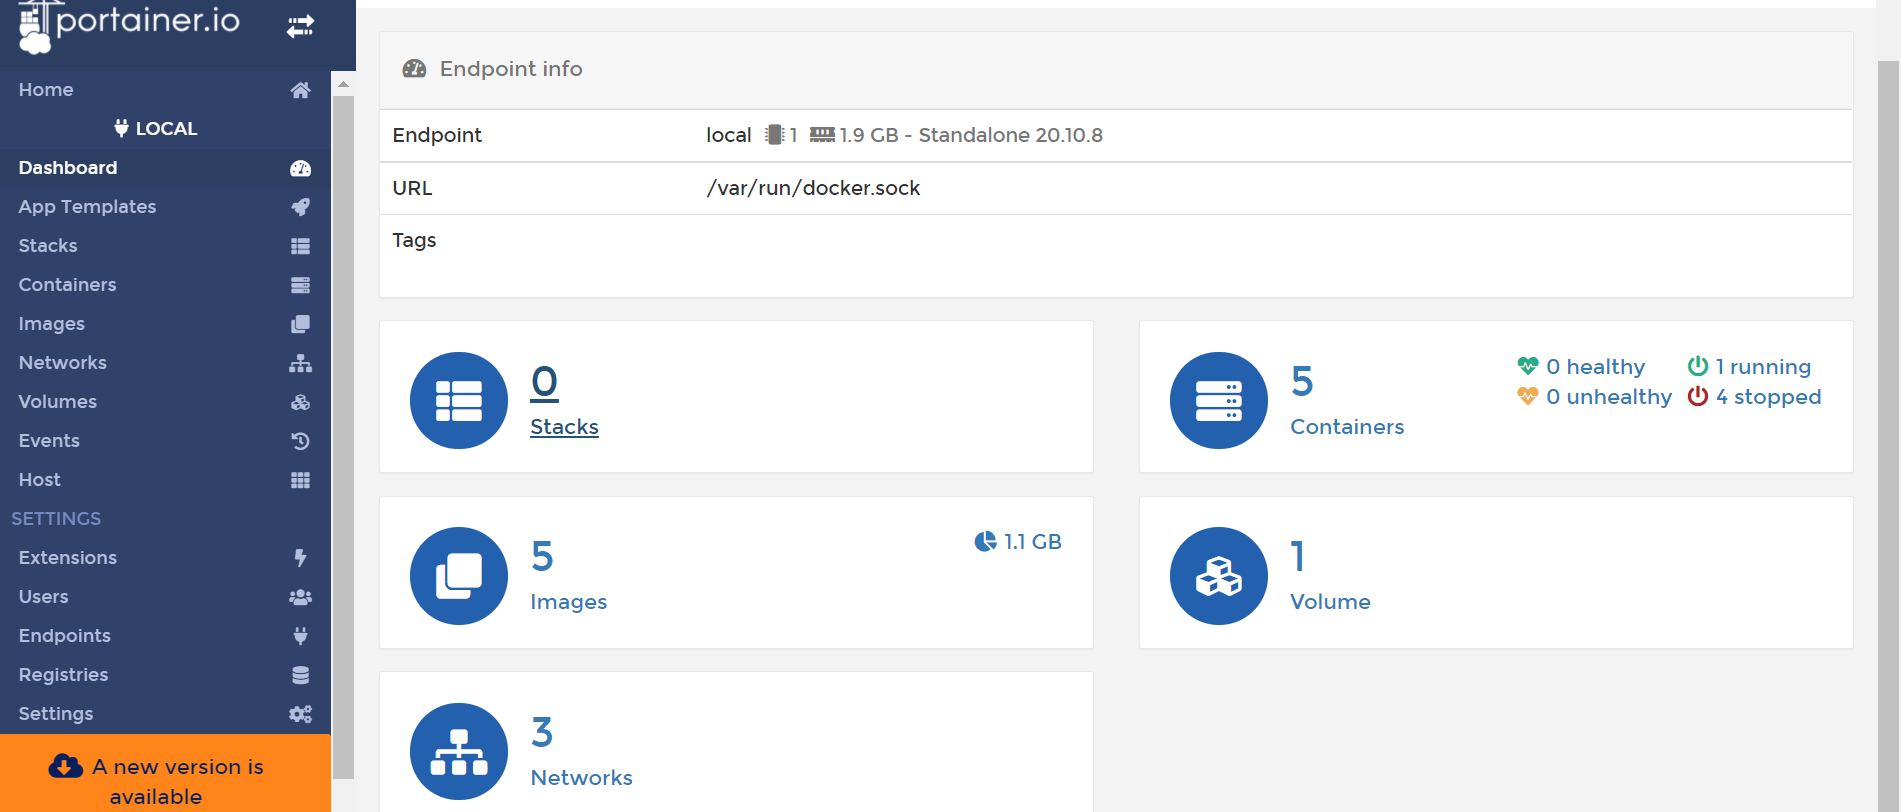 portainer.io
Home
LOCAL
Dashboard
App Templates
Stacks
Containers
Images
Networks
Volumes
Events
Host
SETTINGS
Extensions
Users
Endpoints
Registries
Settings
A new version is
available
Endpoint info
Endpoint local 1 1.9 GB - Standalone 20.10.8
URL /var/run/docker.sock
Tags
0
Stacks
5
Containers
0 healthy 1 running
0 unhealthy 4 stopped
5
Images
1.1 GB
1
Volume
3
Networks